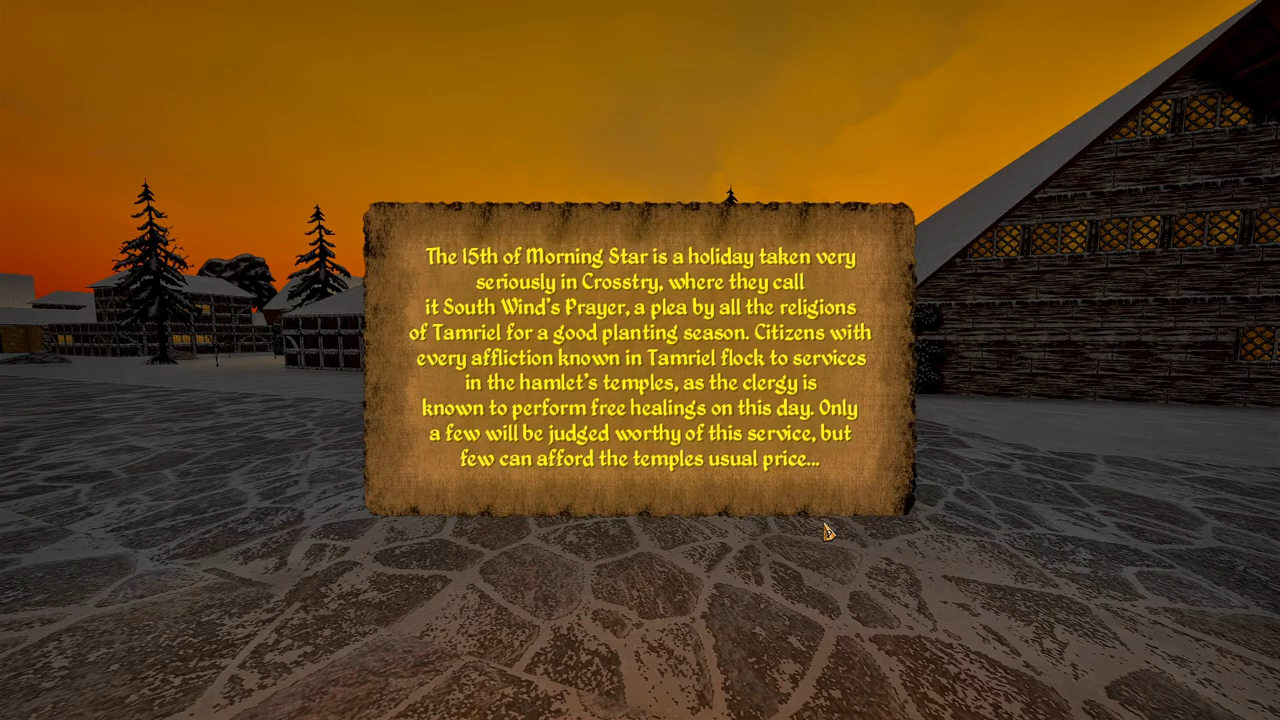 The 15th of Morning Star is a holiday taken very
seriously in Crosstry, where they call
it South Wind's Prayer, a plea by all the religions
of Tamriel for a good planting season. Citizens with
every affliction known in Tamriel flock to services
in the hamlet's temples, as the clergy is
known to perform free healings on this day. Only
a few will be judged worthy of this service, but
few can afford the temples usual price...